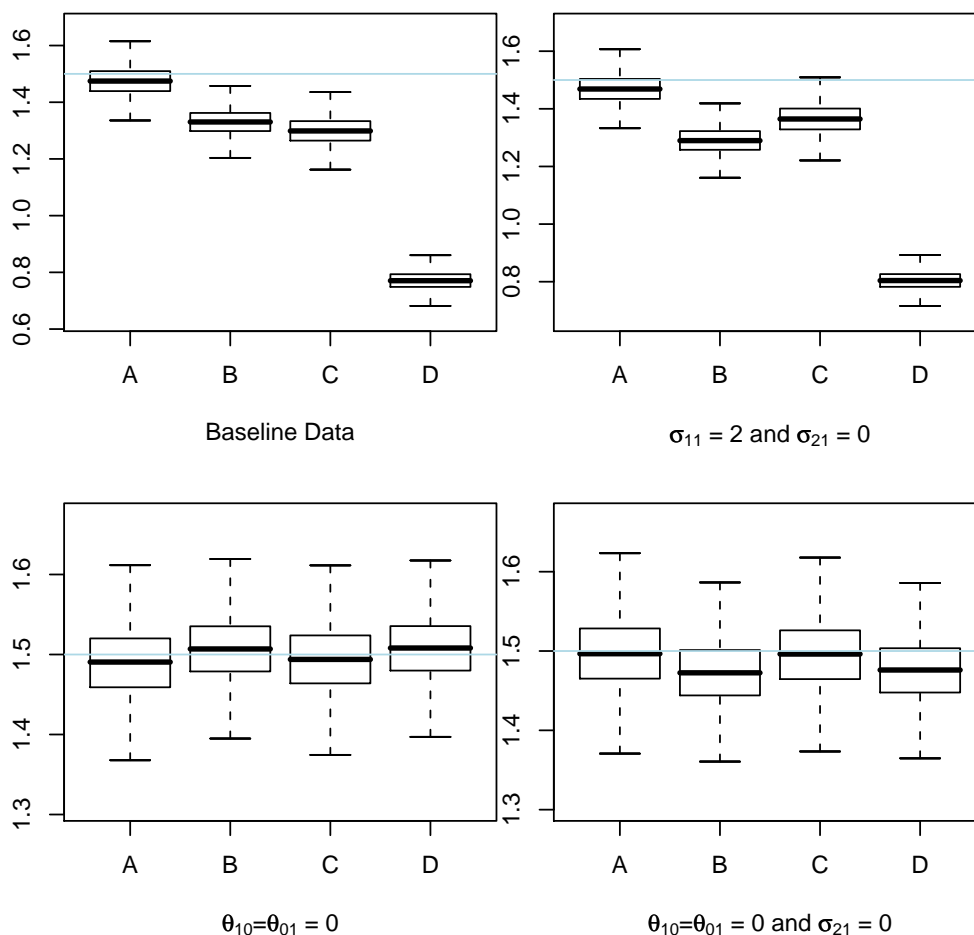 1.6
1.4
1.2
1.0
0.8
0.6
A B C D
Baseline Data
1.6
1.4
1.2
1.0
0.8
A B C D
σ11 = 2 and σ21 = 0
1.6
1.5
1.4
1.3
A B C D
θ10=θ01 = 0
1.6
1.5
1.4
1.3
A B C D
θ10=θ01 = 0 and σ21 = 0